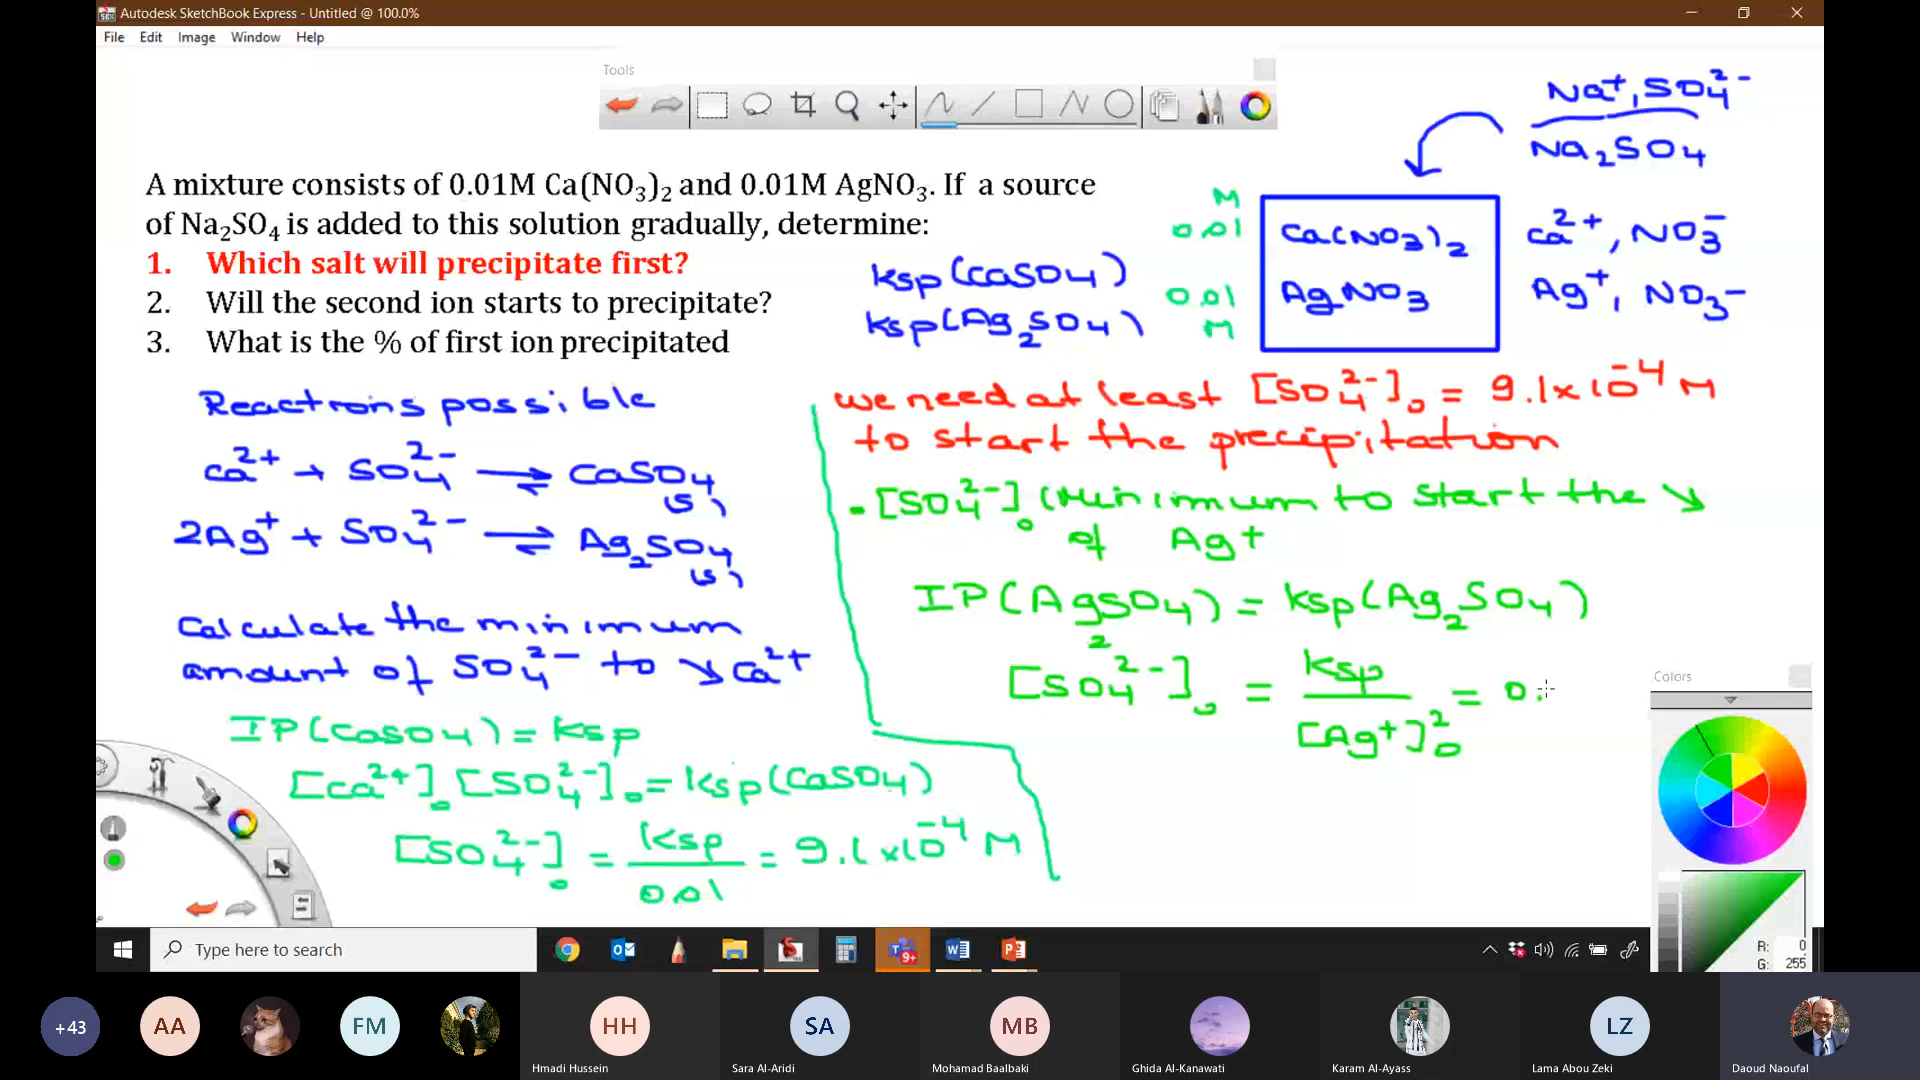 Autodesk SketchBook Express - Untitled @ 100.0%
File Edit Image Window Help
Tools
Na⁺, SO₄²⁻
Na₂SO₄
A mixture consists of 0.01M Ca(NO₃)₂ and 0.01M AgNO₃. If a source
of Na₂SO₄ is added to this solution gradually, determine:
1. Which salt will precipitate first?
2. Will the second ion starts to precipitate?
3. What is the % of first ion precipitated
Ksp(CaSO₄)
Ksp(Ag₂SO₄)
M
0.01
0.01
M
Ca(NO₃)₂
AgNO₃
Ca²⁺, NO₃⁻
Ag⁺, NO₃⁻
Reactions possible
Ca²⁺ + SO₄²⁻ ⇌ CaSO₄(s)
2Ag⁺ + SO₄²⁻ ⇌ Ag₂SO₄(s)
Calculate the minimum
amount of SO₄²⁻ to ↘ Ca²⁺
IP(CaSO₄) = Ksp
[Ca²⁺]₀ [SO₄²⁻]₀ = Ksp(CaSO₄)
[SO₄²⁻]₀ = Ksp / 0.01 = 9.1 x 10⁻⁴ M
We need at least [SO₄²⁻]₀ = 9.1 x 10⁻⁴ M
to start the precipitation
- [SO₄²⁻]₀ (Minimum to start the ↘
of Ag⁺
IP(Ag₂SO₄) = Ksp(Ag₂SO₄)
[SO₄²⁻]₀ = Ksp / [Ag⁺]₀² = 0.
Colors
R: 0
G: 255
Type here to search
9+
+43
AA
FM
HH
Hmadi Hussein
SA
Sara Al-Aridi
MB
Mohamad Baalbaki
Ghida Al-Kanawati
Karam Al-Ayass
LZ
Lama Abou Zeki
Daoud Naoufal